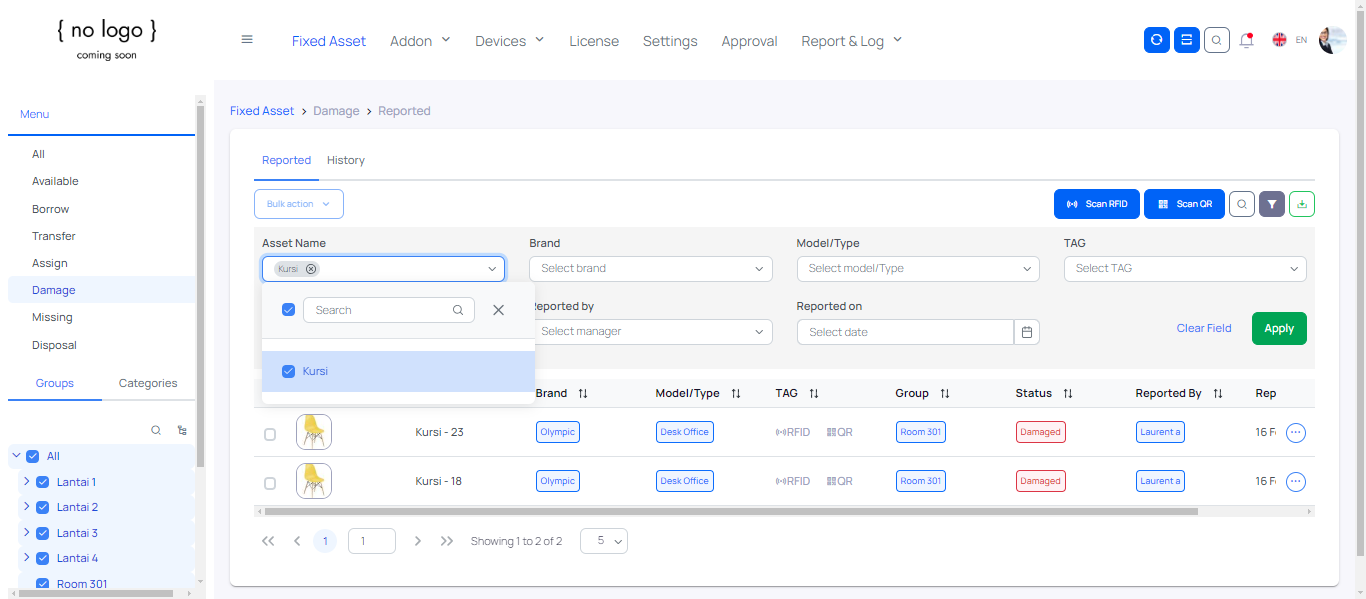 { no logo }
coming soon
Fixed Asset
Addon
Devices
License
Settings
Approval
Report & Log
EN
Menu
All
Available
Borrow
Transfer
Assign
Damage
Missing
Disposal
Groups
Categories
All
Lantai 1
Lantai 2
Lantai 3
Lantai 4
Room 301
Fixed Asset > Damage > Reported
Reported
History
Bulk action
Scan RFID
Scan QR
Asset Name
Brand
Model/Type
TAG
Kursi
Select brand
Select model/Type
Select TAG
Search
Reported by
Reported on
Select manager
Select date
Clear Field
Apply
Kursi
Brand
Model/Type
TAG
Group
Status
Reported By
Rep
Kursi - 23
Olympic
Desk Office
RFID
QR
Room 301
Damaged
Laurent a
16 F
Kursi - 18
Olympic
Desk Office
RFID
QR
Room 301
Damaged
Laurent a
16 F
1
1
Showing 1 to 2 of 2
5